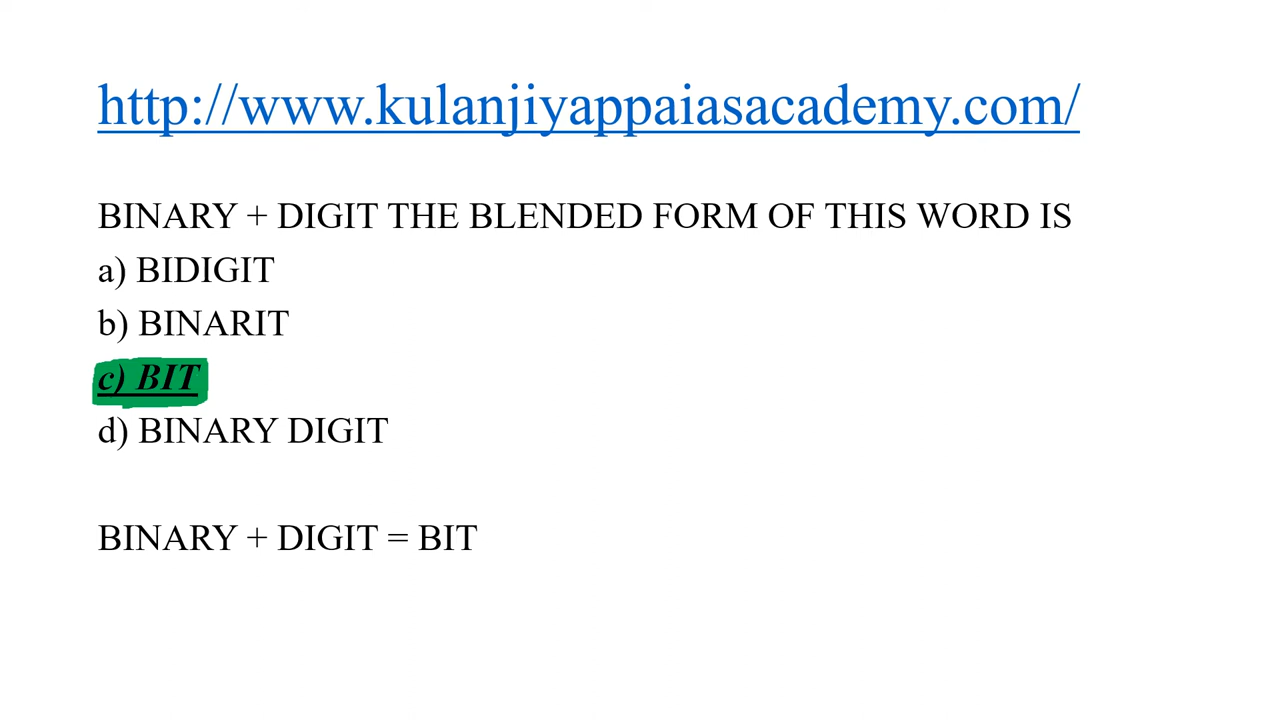 http://www.kulanjiyappaiasacademy.com/
BINARY + DIGIT THE BLENDED FORM OF THIS WORD IS
a) BIDIGIT
b) BINARIT
c) BIT
d) BINARY DIGIT
BINARY + DIGIT = BIT